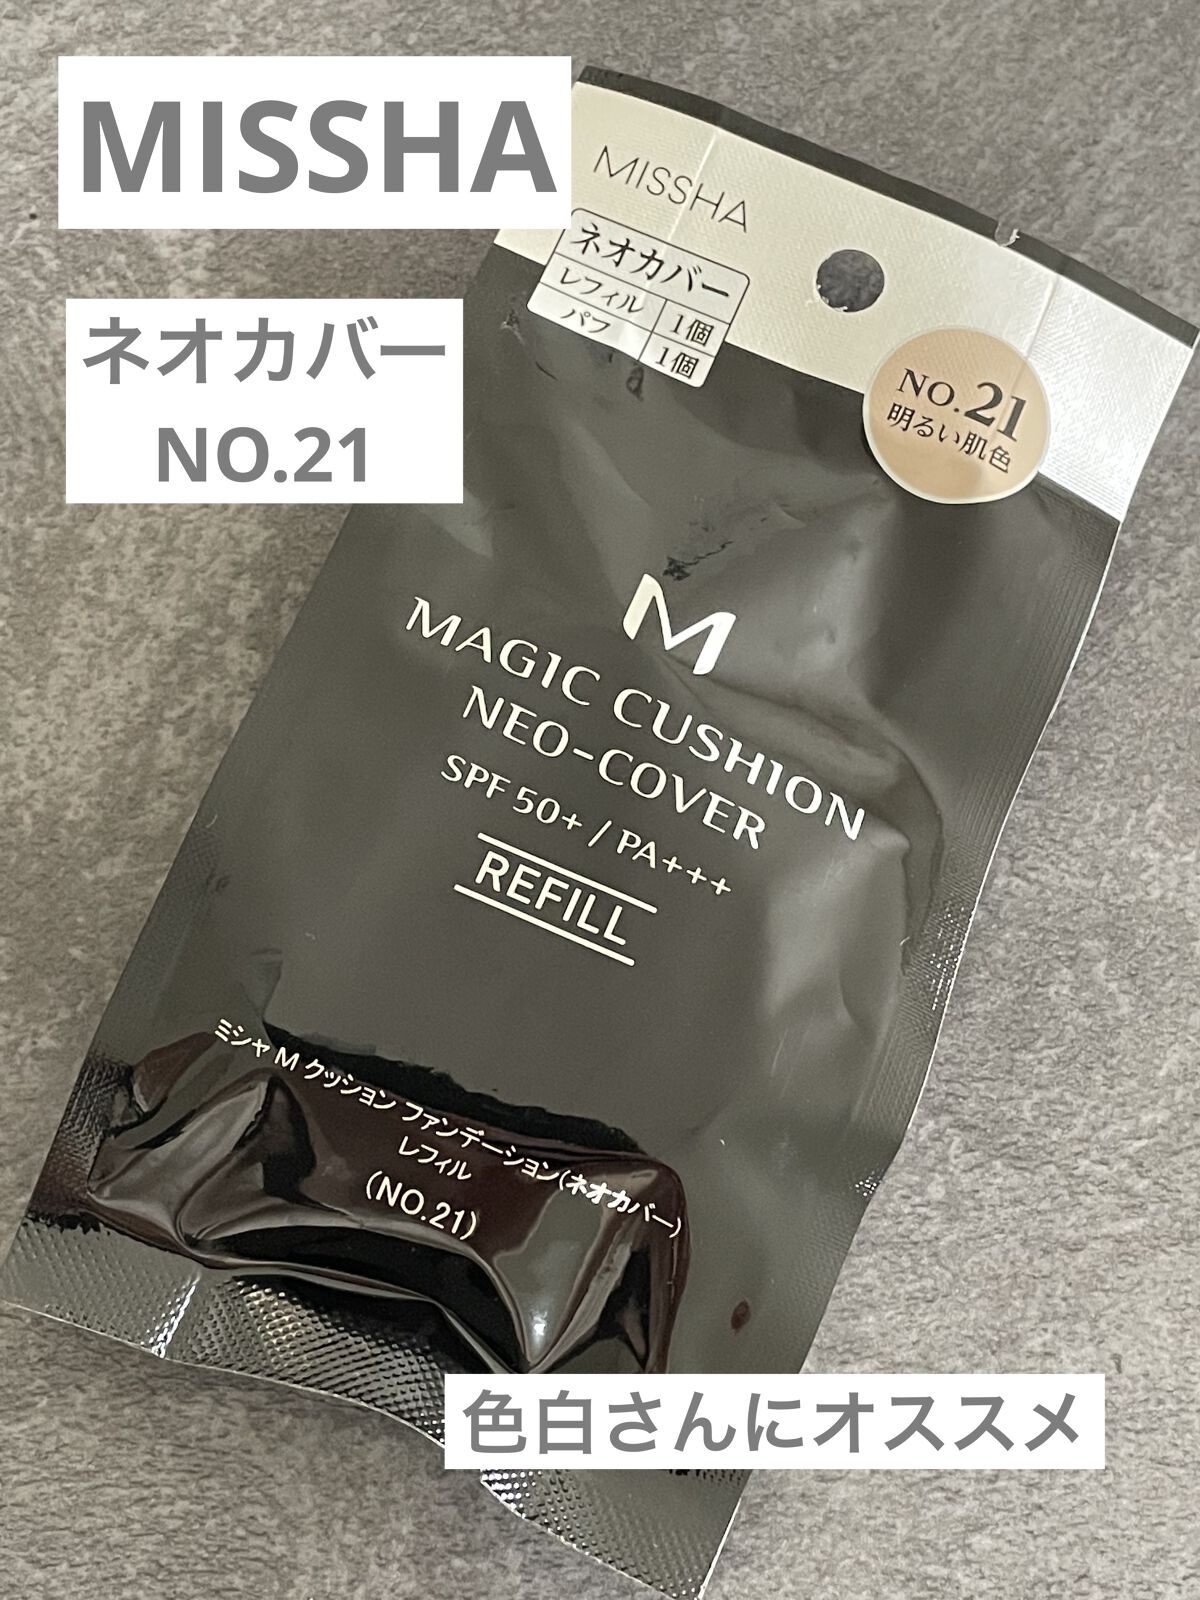 MISSHA
ネオカバー
NO.21
MISSHA
ネオカバー
レフィル 1個
パフ 1個
NO.21
明るい肌色
M
MAGIC CUSHION
NEO-COVER
SPF 50+ / PA+++
REFILL
ミシャ M クッション ファンデーション(ネオカバー)
レフィル
(NO.21)
色白さんにオススメ